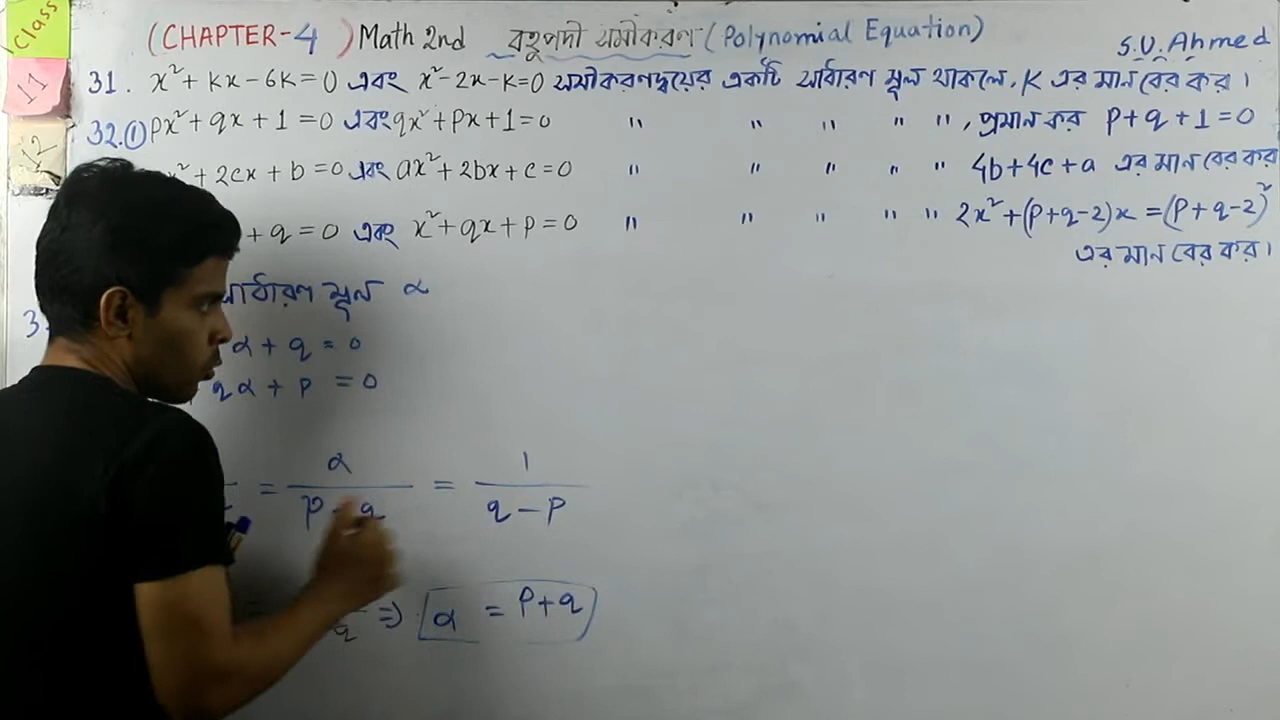 Class
11
12
(CHAPTER-4) Math 2nd বহুপদী সমীকরণ (Polynomial Equation)
S.U.Ahmed
31. x² + kx - 6k = 0 এবং x² - 2x - k = 0 সমীকরণদ্বয়ের একটি সাধারণ মূল থাকলে, k এর মান বের কর।
32.① px² + qx + 1 = 0 এবং qx² + px + 1 = 0 " " " " ", প্রমান কর p + q + 1 = 0
x² + 2cx + b = 0 এবং ax² + 2bx + c = 0 " " " " " 4b + 4c + a এর মান বের কর
+ q = 0 এবং x² + qx + p = 0 " " " " " 2x² + (p+q-2)x = (p+q-2)²
এর মান বের কর।
সাধারণ মূল α
α + q = 0
qα + p = 0
= α/(p - q) = 1/(q - p)
q ⇒ α = p + q